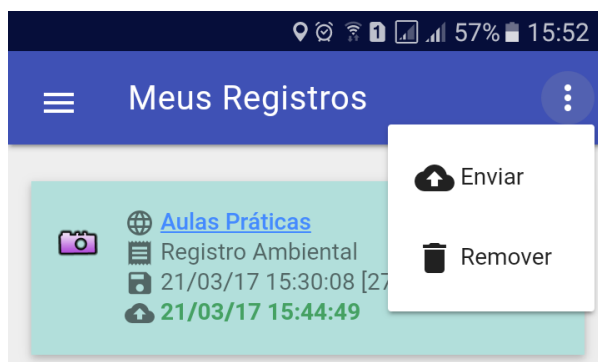 1 57% 15:52
Meus Registros
Enviar
Aulas Práticas
Registro Ambiental
Remover
21/03/17 15:30:08 [27
21/03/17 15:44:49